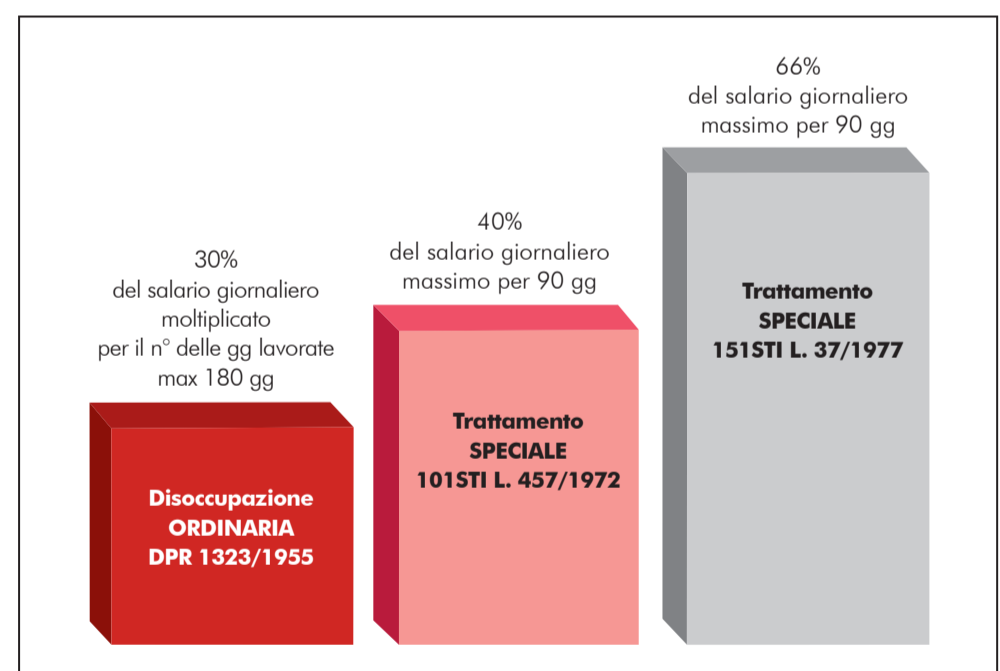 30%
del salario giornaliero
moltiplicato
per il n° delle gg lavorate
max 180 gg
Disoccupazione
ORDINARIA
DPR 1323/1955
40%
del salario giornaliero
massimo per 90 gg
Trattamento
SPECIALE
101STI L. 457/1972
66%
del salario giornaliero
massimo per 90 gg
Trattamento
SPECIALE
151STI L. 37/1977